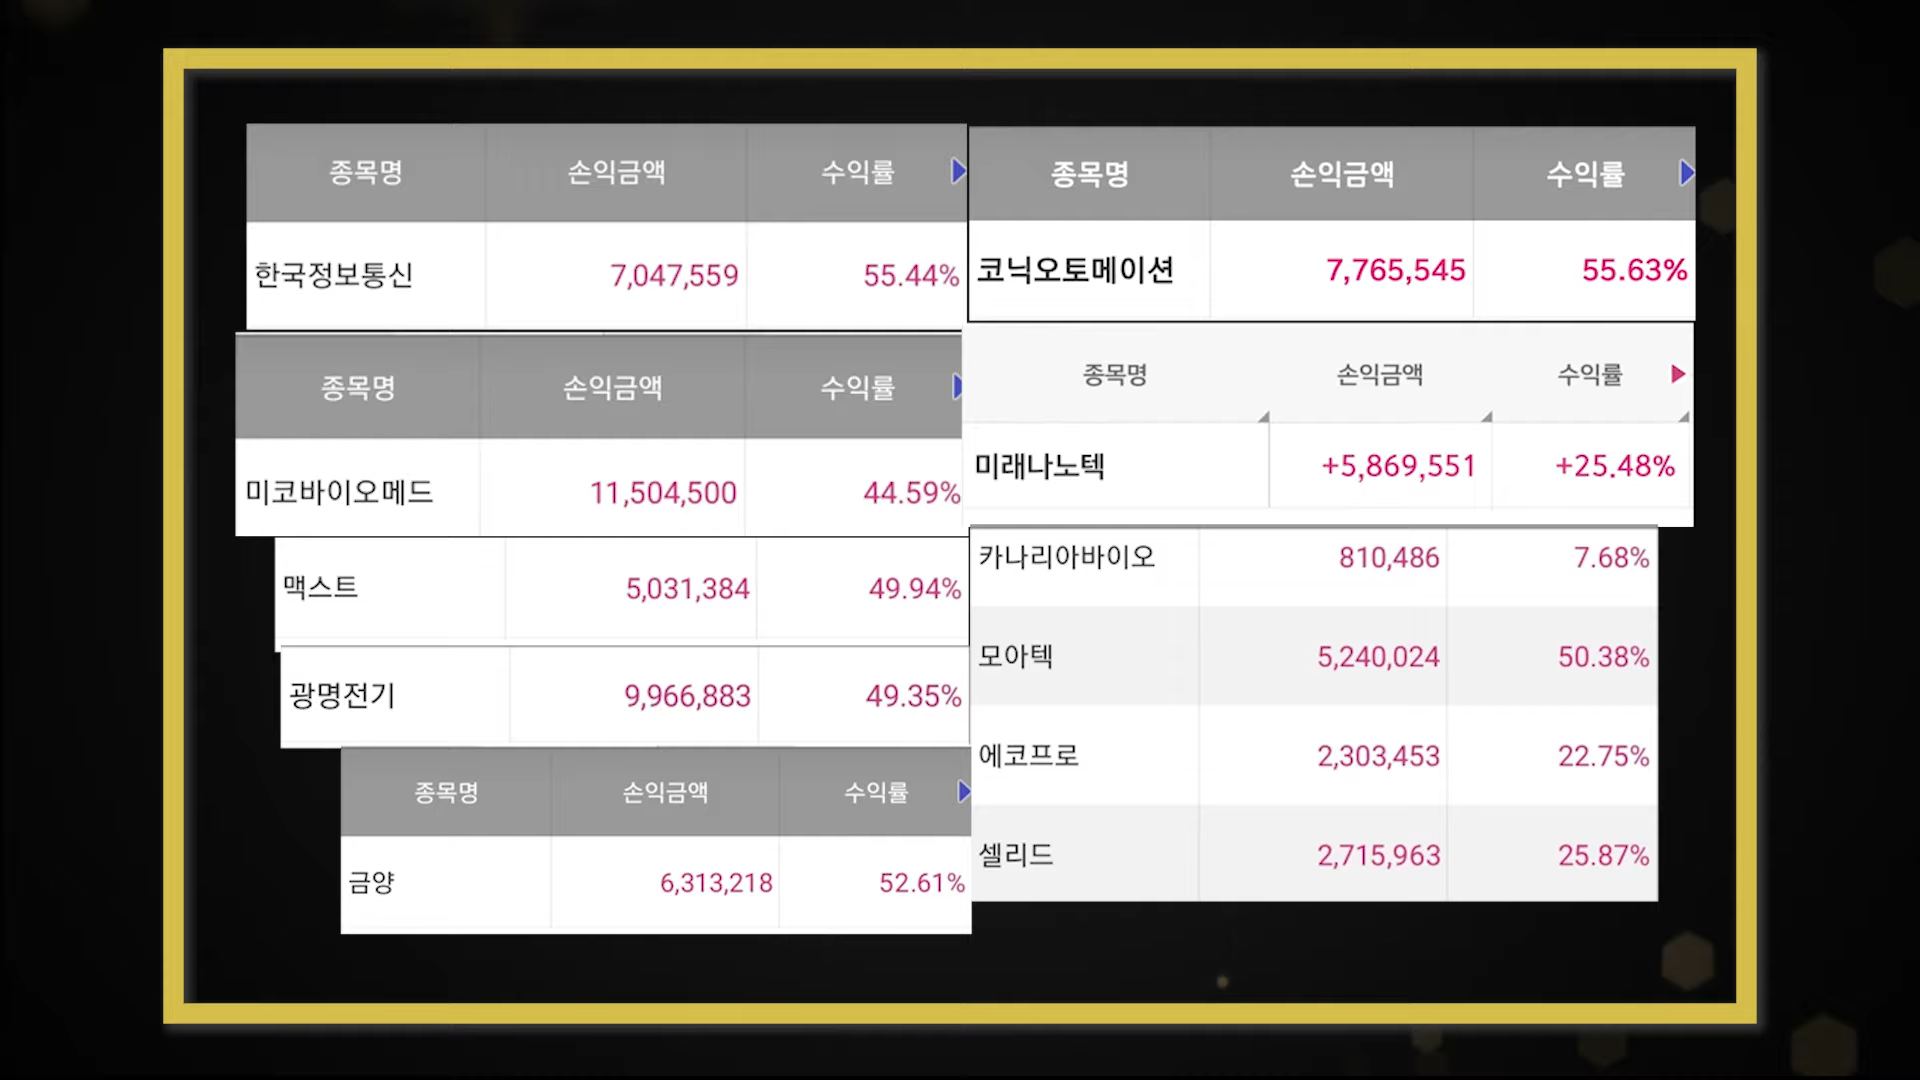 종목명 손익금액 수익률
한국정보통신 7,047,559 55.44%
종목명 손익금액 수익률
미코바이오메드 11,504,500 44.59%
맥스트 5,031,384 49.94%
광명전기 9,966,883 49.35%
종목명 손익금액 수익률
금양 6,313,218 52.61%
종목명 손익금액 수익률
코닉오토메이션 7,765,545 55.63%
종목명 손익금액 수익률
미래나노텍 +5,869,551 +25.48%
카나리아바이오 810,486 7.68%
모아텍 5,240,024 50.38%
에코프로 2,303,453 22.75%
셀리드 2,715,963 25.87%